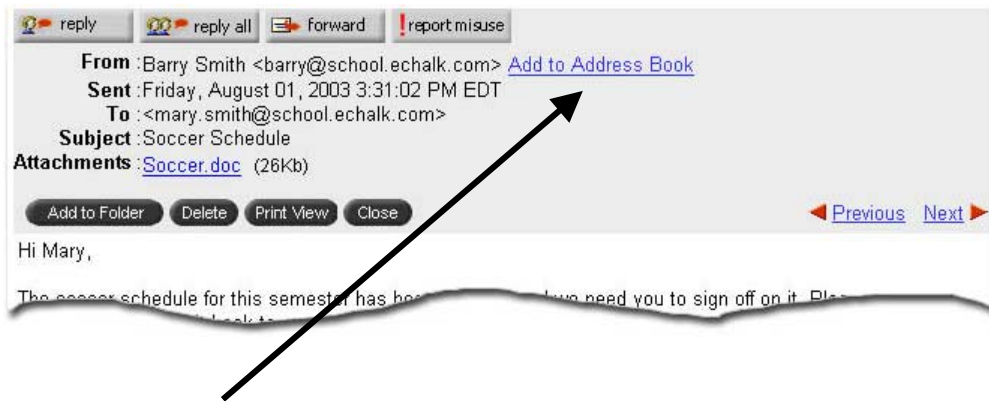 reply reply all forward !report misuse
From :Barry Smith <barry@school.echalk.com> Add to Address Book
Sent :Friday, August 01, 2003 3:31:02 PM EDT
To :<mary.smith@school.echalk.com>
Subject :Soccer Schedule
Attachments :Soccer.doc (26Kb)
Add to Folder Delete Print View Close Previous Next
Hi Mary,
The soccer schedule for this semester has we need you to sign off on it.